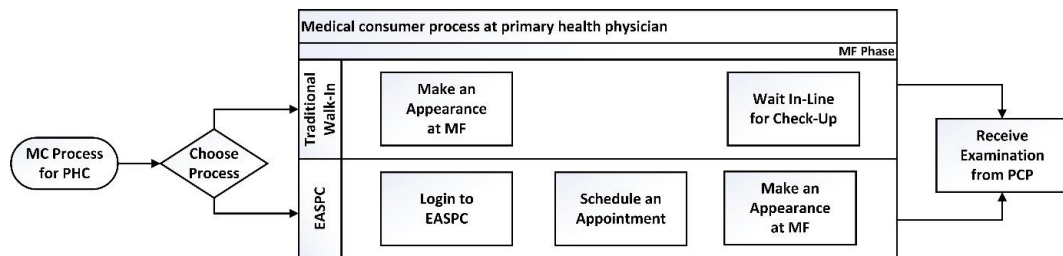 Medical consumer process at primary health physician
MF Phase
MC Process
for PHC
Choose
Process
Traditional
Walk-In
Make an
Appearance
at MF
Wait In-Line
for Check-Up
EASPC
Login to
EASPC
Schedule an
Appointment
Make an
Appearance
at MF
Receive
Examination
from PCP